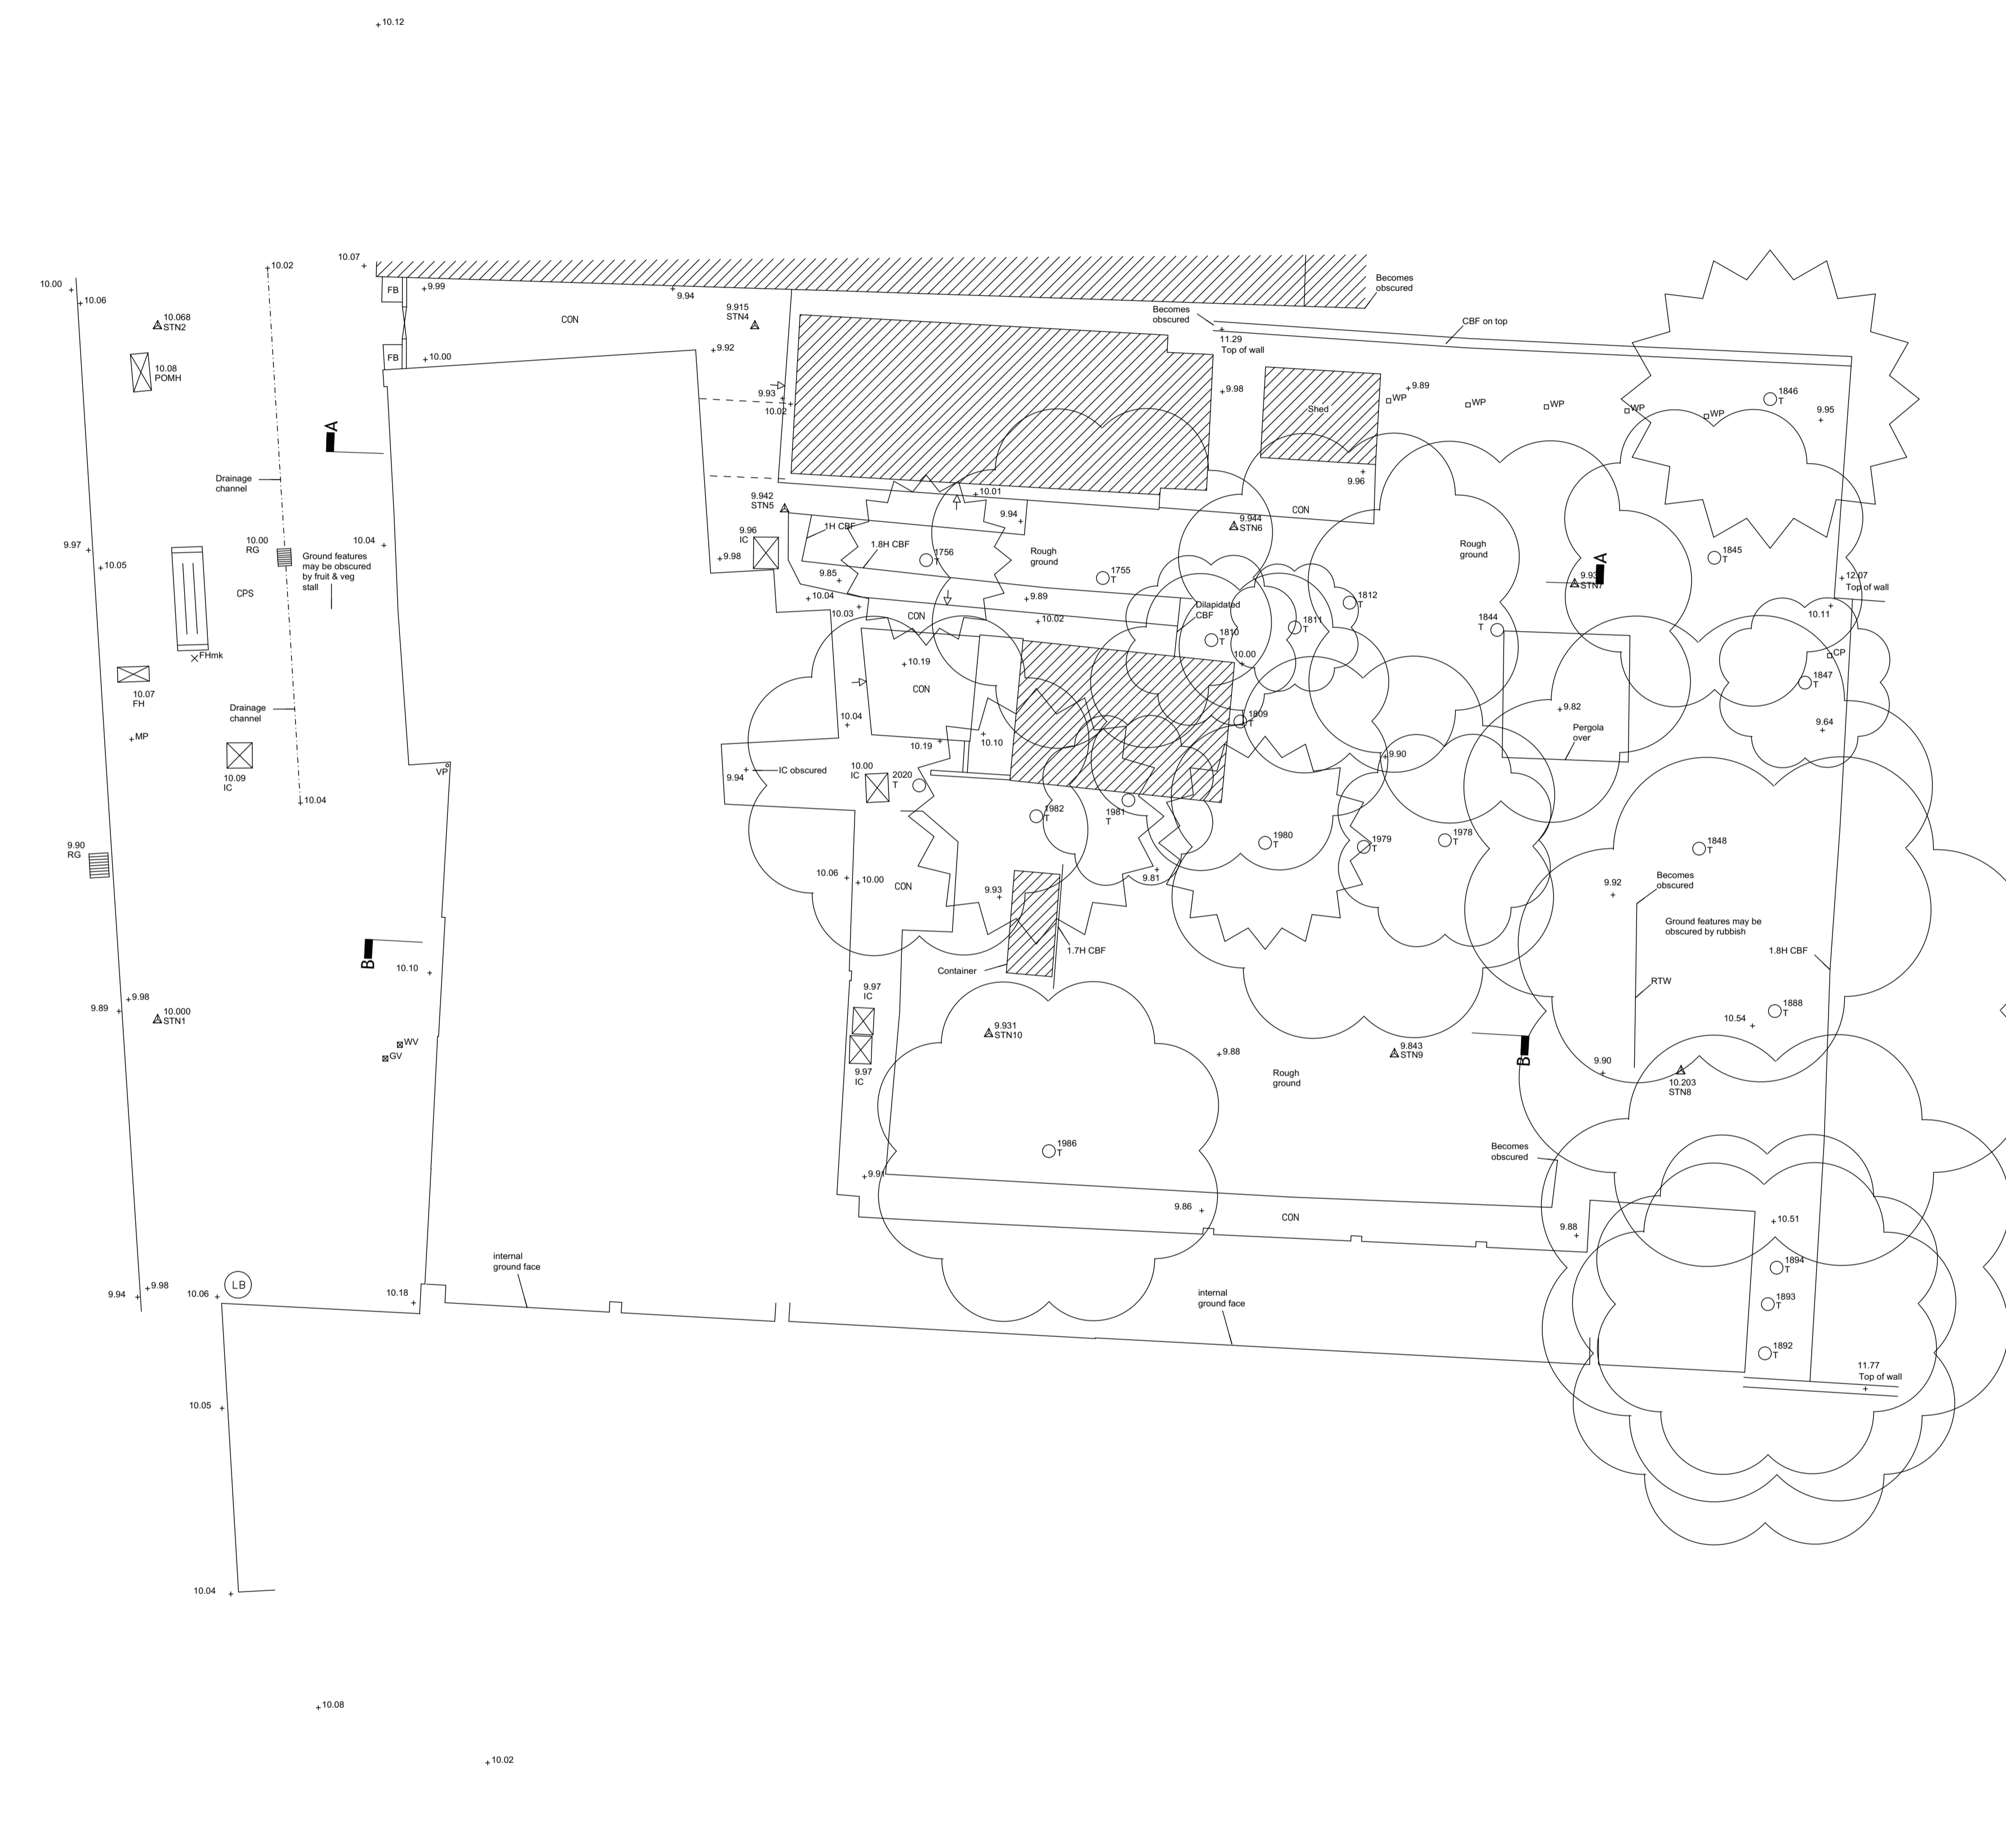 10.12
10.00
10.06
10.02
10.07
FB
9.99
9.94
CON
9.915
STN4
Becomes
obscured
Becomes
obscured
11.29
Top of wall
CBF on top
10.068
STN2
10.08
POMH
FB
10.00
9.92
9.93
10.02
9.98
Shed
9.89
WP
WP
WP
WP
WP
1846
T
9.95
A
Drainage
channel
9.942
STN5
10.01
9.94
9.96
CON
9.944
STN6
9.97
10.05
10.00
RG
10.04
Ground features
may be obscured
by fruit & veg
stall
CPS
9.96
IC
9.98
1H CBF
1.8H CBF
9.85
1756
T
Rough
ground
1755
T
Rough
ground
A
STN7
1845
T
12.07
Top of wall
10.04
10.03
CON
9.89
10.02
Dilapidated
CBF
1810
T
1811
T
1812
T
1844
T
10.11
FHmk
10.07
FH
10.19
CON
10.00
CP
1847
T
Drainage
channel
MP
10.09
IC
VP
10.04
10.19
10.10
1809
T
9.82
Pergola
over
9.64
9.90
9.94
IC obscured
10.00
IC
2020
T
10.04
1982
T
1981
T
1980
T
1979
T
1978
T
1848
T
9.90
RG
10.06
10.00
CON
9.93
9.81
9.92
Becomes
obscured
Ground features may be
obscured by rubbish
B
10.10
Container
1.7H CBF
1.8H CBF
RTW
9.98
9.89
10.000
STN1
9.97
IC
9.97
IC
9.931
STN10
9.88
Rough
ground
9.843
STN9
B
10.54
1888
T
9.90
10.203
STN8
WV
GV
1986
T
Becomes
obscured
9.91
9.86
CON
9.88
10.51
internal
ground face
1894
T
9.98
9.94
10.06
LB
10.18
internal
ground face
1893
T
1892
T
11.77
Top of wall
10.05
10.04
10.08
10.02